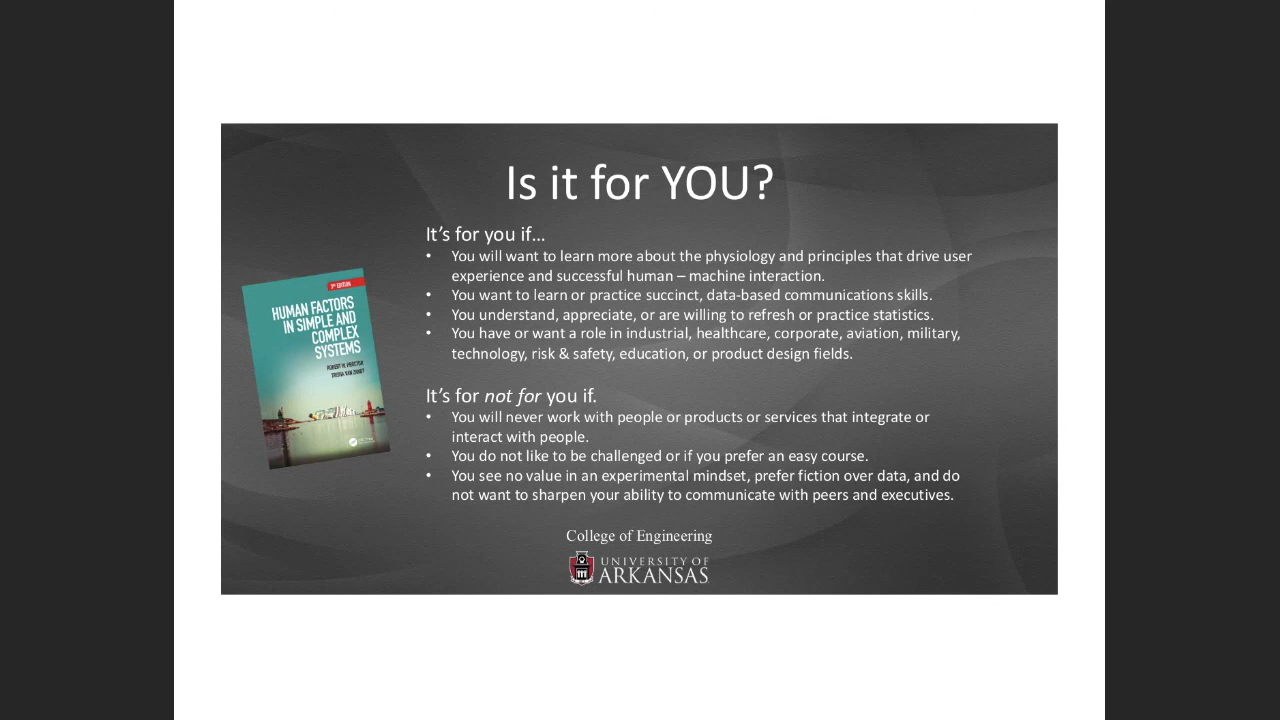 Is it for YOU?
It's for you if…
• You will want to learn more about the physiology and principles that drive user
experience and successful human – machine interaction.
• You want to learn or practice succinct, data-based communications skills.
• You understand, appreciate, or are willing to refresh or practice statistics.
• You have or want a role in industrial, healthcare, corporate, aviation, military,
technology, risk & safety, education, or product design fields.
3rd EDITION
HUMAN FACTORS
IN SIMPLE AND
COMPLEX
SYSTEMS
ROBERT W. PROCTOR
TRISHA VAN ZANDT
It's for not for you if.
• You will never work with people or products or services that integrate or
interact with people.
• You do not like to be challenged or if you prefer an easy course.
• You see no value in an experimental mindset, prefer fiction over data, and do
not want to sharpen your ability to communicate with peers and executives.
College of Engineering
UNIVERSITY OF
ARKANSAS